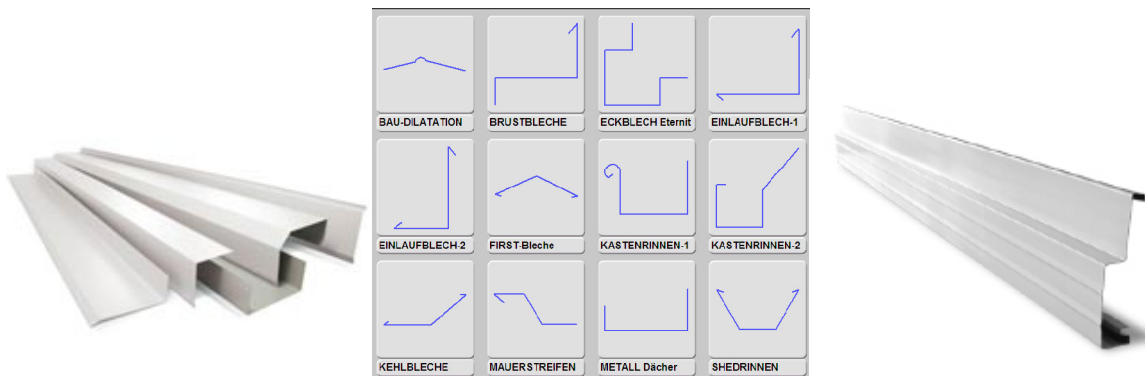 BAU-DILATATION
BRUSTBLECHE
ECKBLECH Eternit
EINLAUFBLECH-1
EINLAUFBLECH-2
FIRST-Bleche
KASTENRINNEN-1
KASTENRINNEN-2
KEHLBLECHE
MAUERSTREIFEN
METALL Dächer
SHEDRINNEN